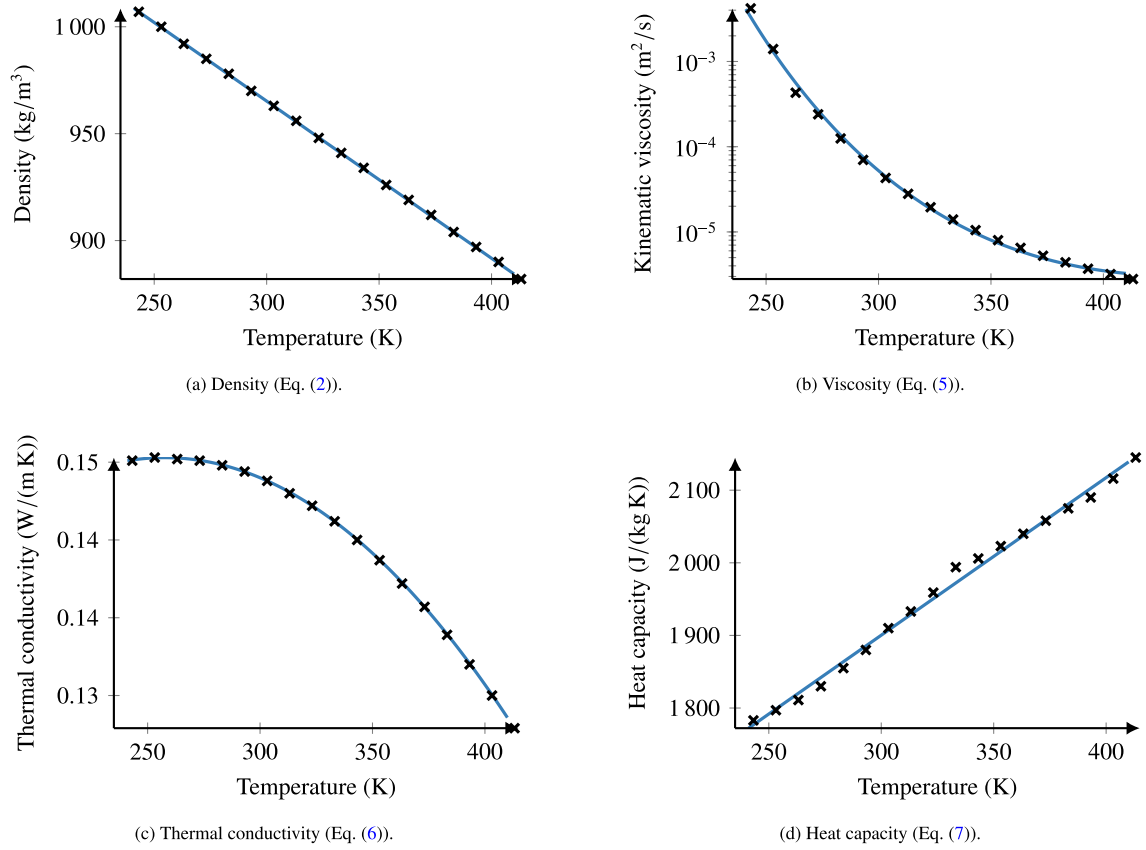 Density (kg/m³)
1 000
950
900
250 300 350 400
Temperature (K)
(a) Density (Eq. (2)).
Kinematic viscosity (m²/s)
10⁻³
10⁻⁴
10⁻⁵
250 300 350 400
Temperature (K)
(b) Viscosity (Eq. (5)).
Thermal conductivity (W/(m K))
0.15
0.14
0.14
0.13
250 300 350 400
Temperature (K)
(c) Thermal conductivity (Eq. (6)).
Heat capacity (J/(kg K))
2 100
2 000
1 900
1 800
250 300 350 400
Temperature (K)
(d) Heat capacity (Eq. (7)).